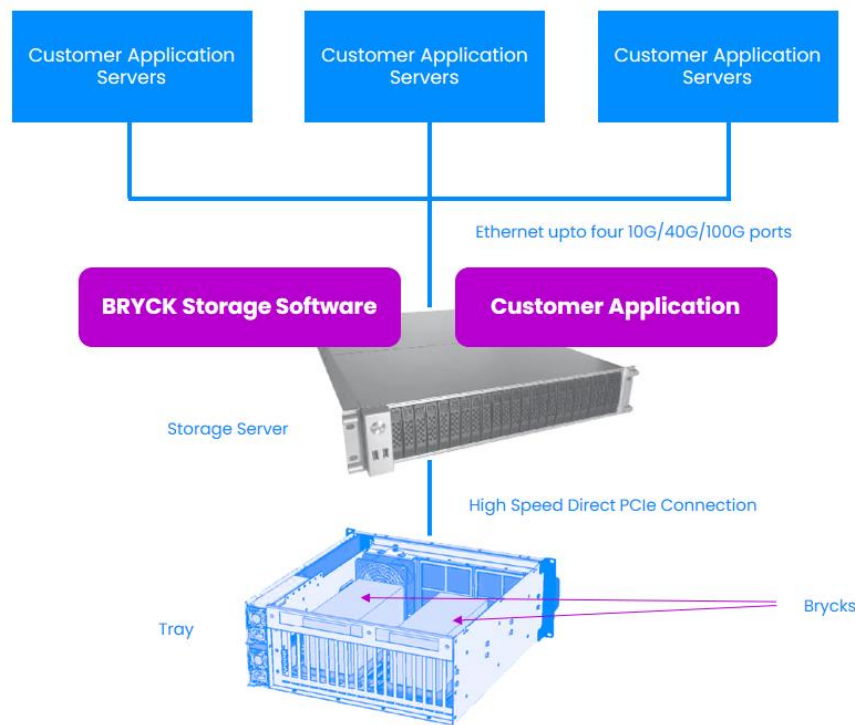 Customer Application
Servers
Customer Application
Servers
Customer Application
Servers
Ethernet upto four 10G/40G/100G ports
BRYCK Storage Software
Customer Application
Storage Server
High Speed Direct PCIe Connection
Brycks
Tray